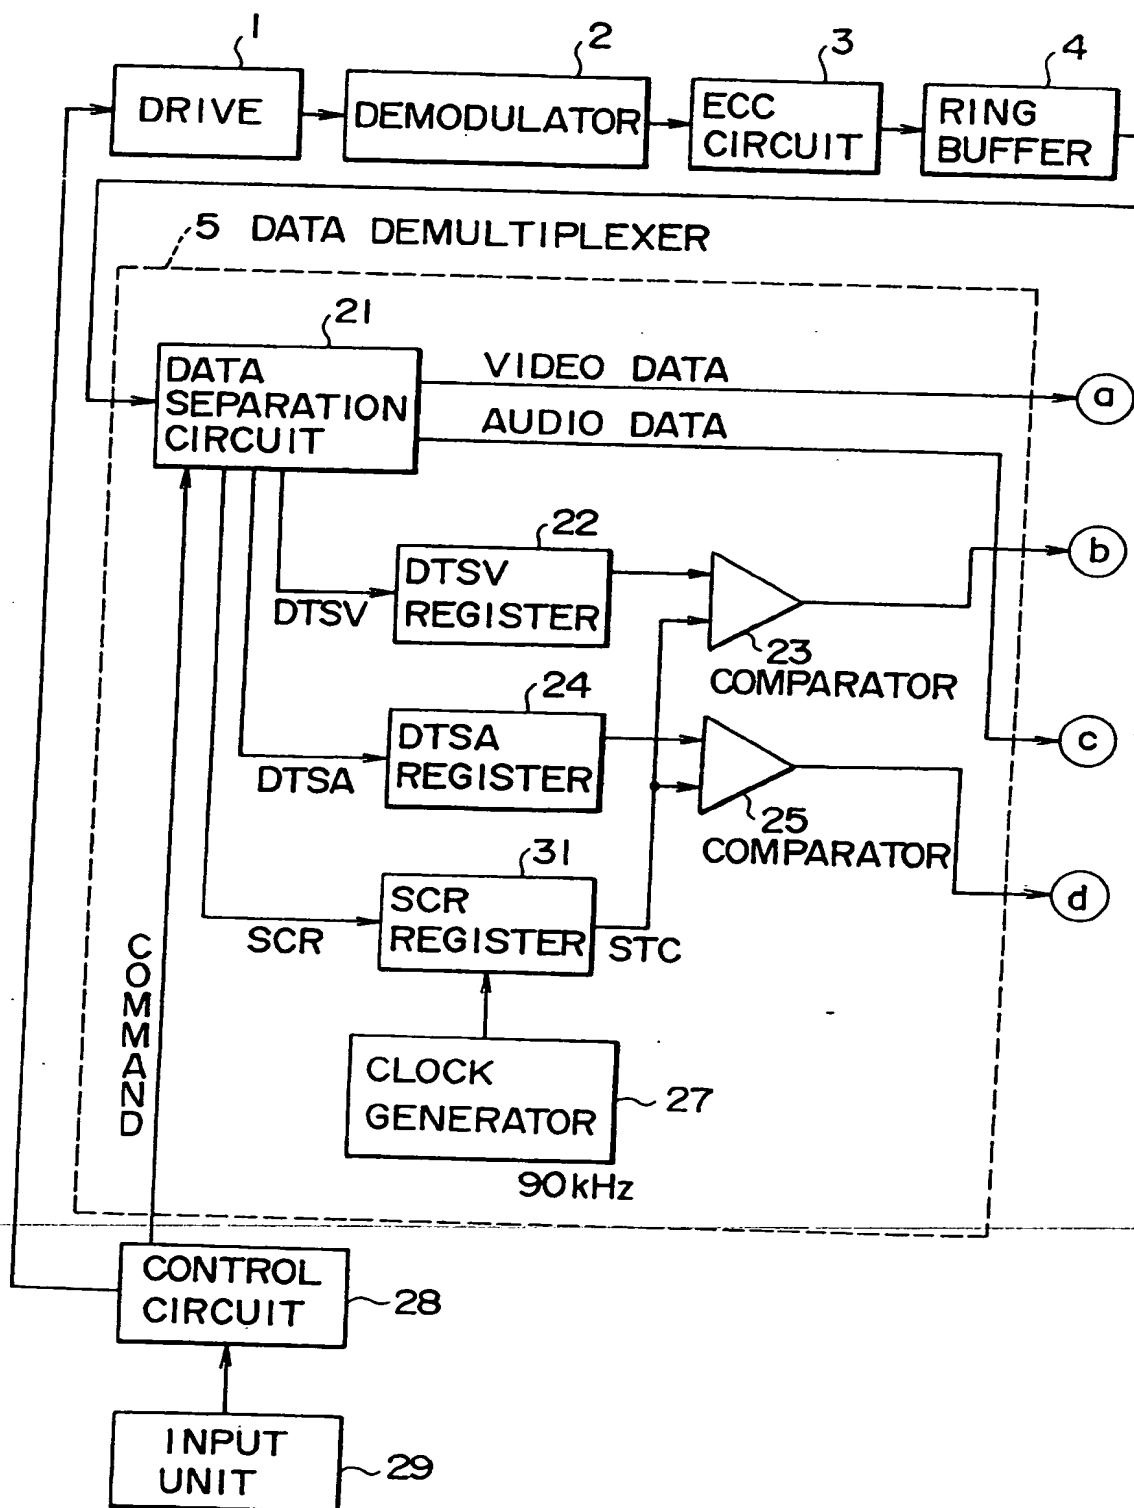 1
2
3
4
DRIVE
DEMODULATOR
ECC
CIRCUIT
RING
BUFFER
5 DATA DEMULTIPLEXER
21
DATA
SEPARATION
CIRCUIT
VIDEO DATA
a
AUDIO DATA
22
DTSV
REGISTER
DTSV
b
23
COMPARATOR
24
DTSA
REGISTER
DTSA
c
25
COMPARATOR
31
SCR
REGISTER
SCR
STC
d
COMMAND
CLOCK
GENERATOR
27
90kHz
CONTROL
CIRCUIT
28
INPUT
UNIT
29